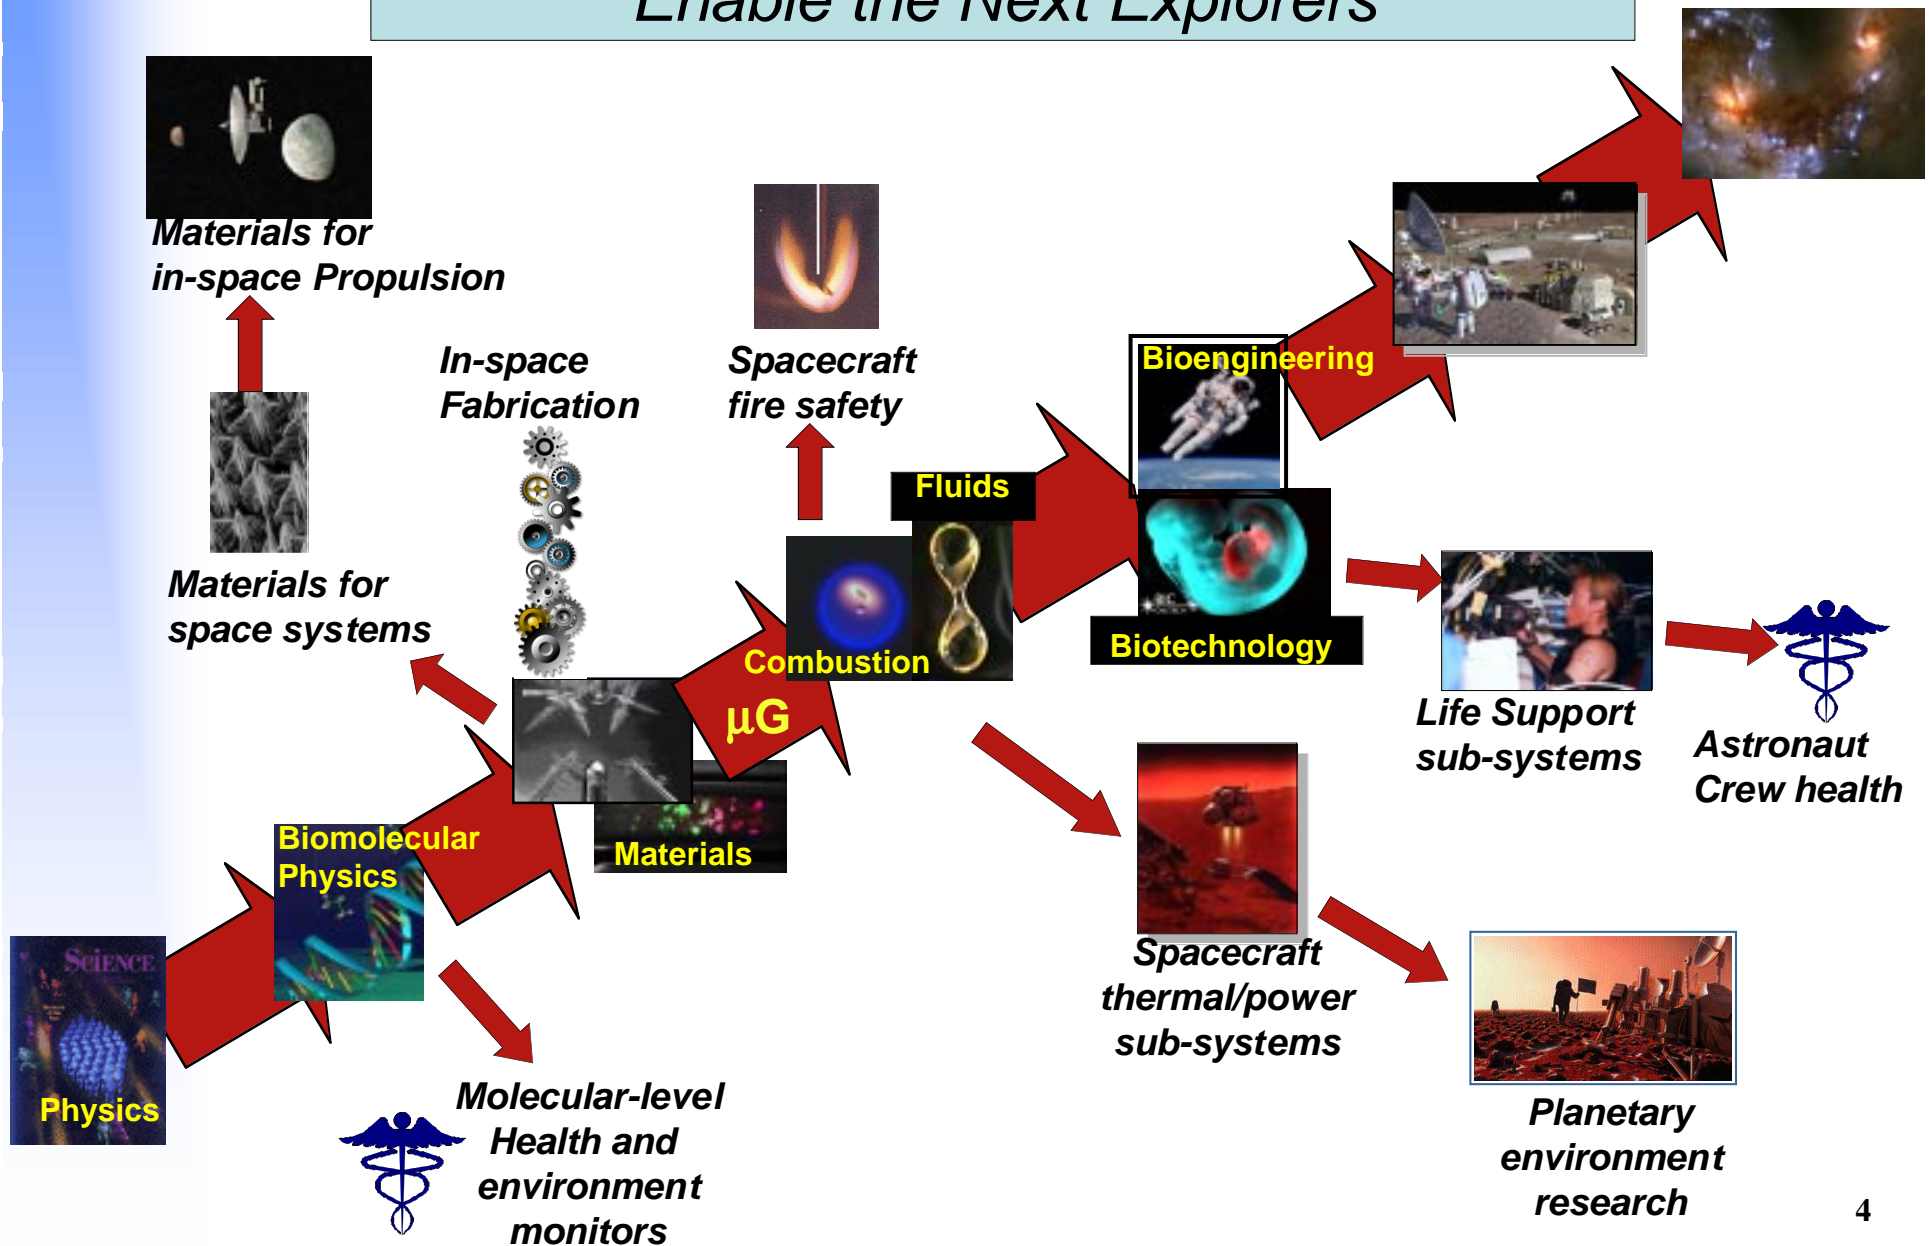 Enable the Next Explorers
Materials for
in-space Propulsion
In-space
Fabrication
Spacecraft
fire safety
Bioengineering
Fluids
Materials for
space systems
Combustion
µG
Biotechnology
Life Support
sub-systems
Astronaut
Crew health
Biomolecular
Physics
Materials
SCIENCE
Physics
Spacecraft
thermal/power
sub-systems
Molecular-level
Health and
environment
monitors
Planetary
environment
research
4